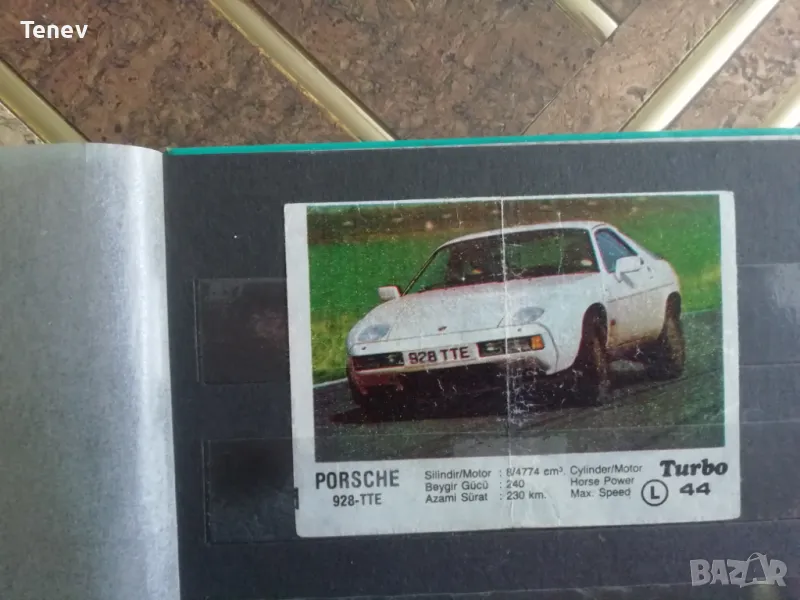 Tenev
928 TTE
PORSCHE
928-TTE
Silindir/Motor : 8/4774 cm³. Cylinder/Motor
Beygir Gücü : 240 Horse Power
Azami Sürat : 230 km. Max. Speed
Turbo
L 44
BAZAR